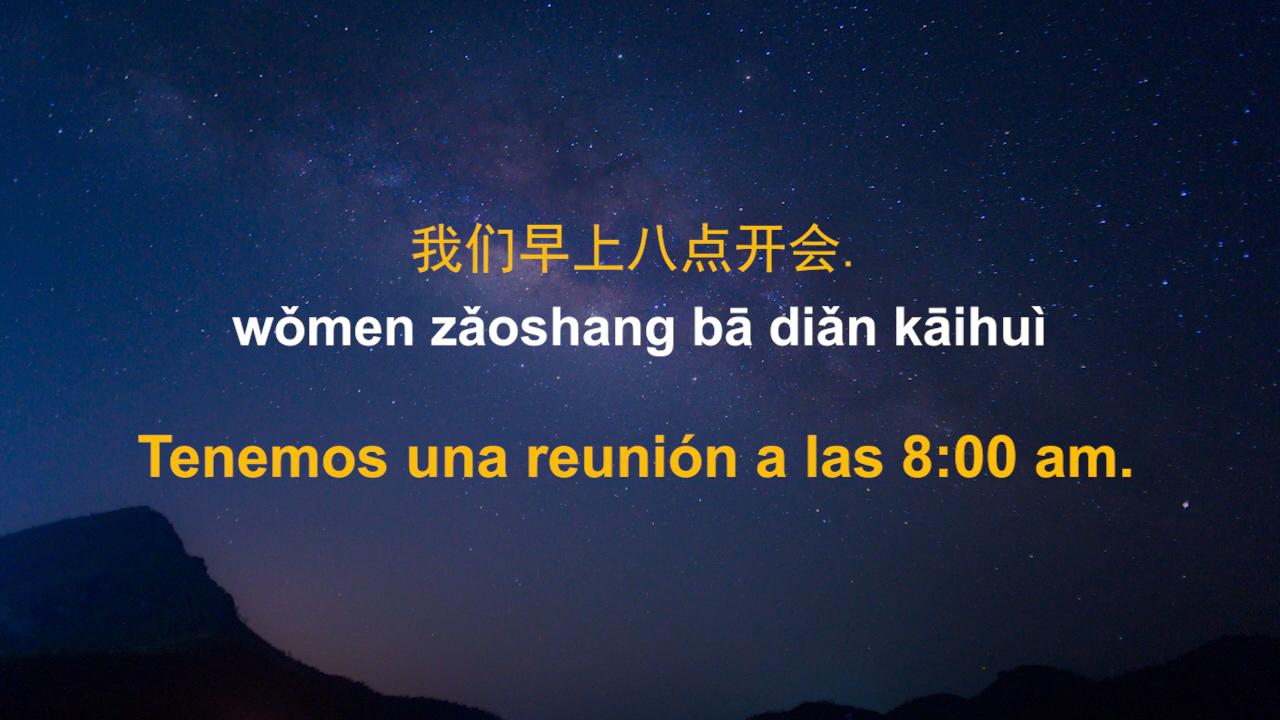 我们早上八点开会.
wǒmen zǎoshang bā diǎn kāihuì
Tenemos una reunión a las 8:00 am.